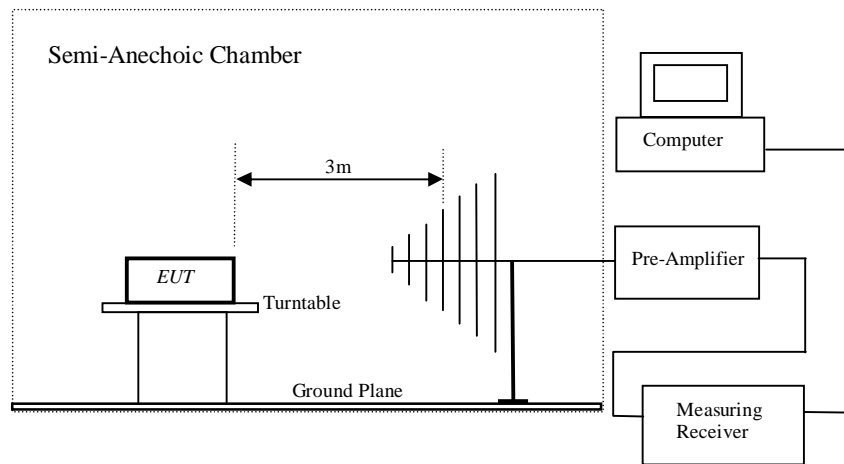 Semi-Anechoic Chamber
Computer
3m
Pre-Amplifier
EUT
Turntable
Ground Plane
Measuring
Receiver